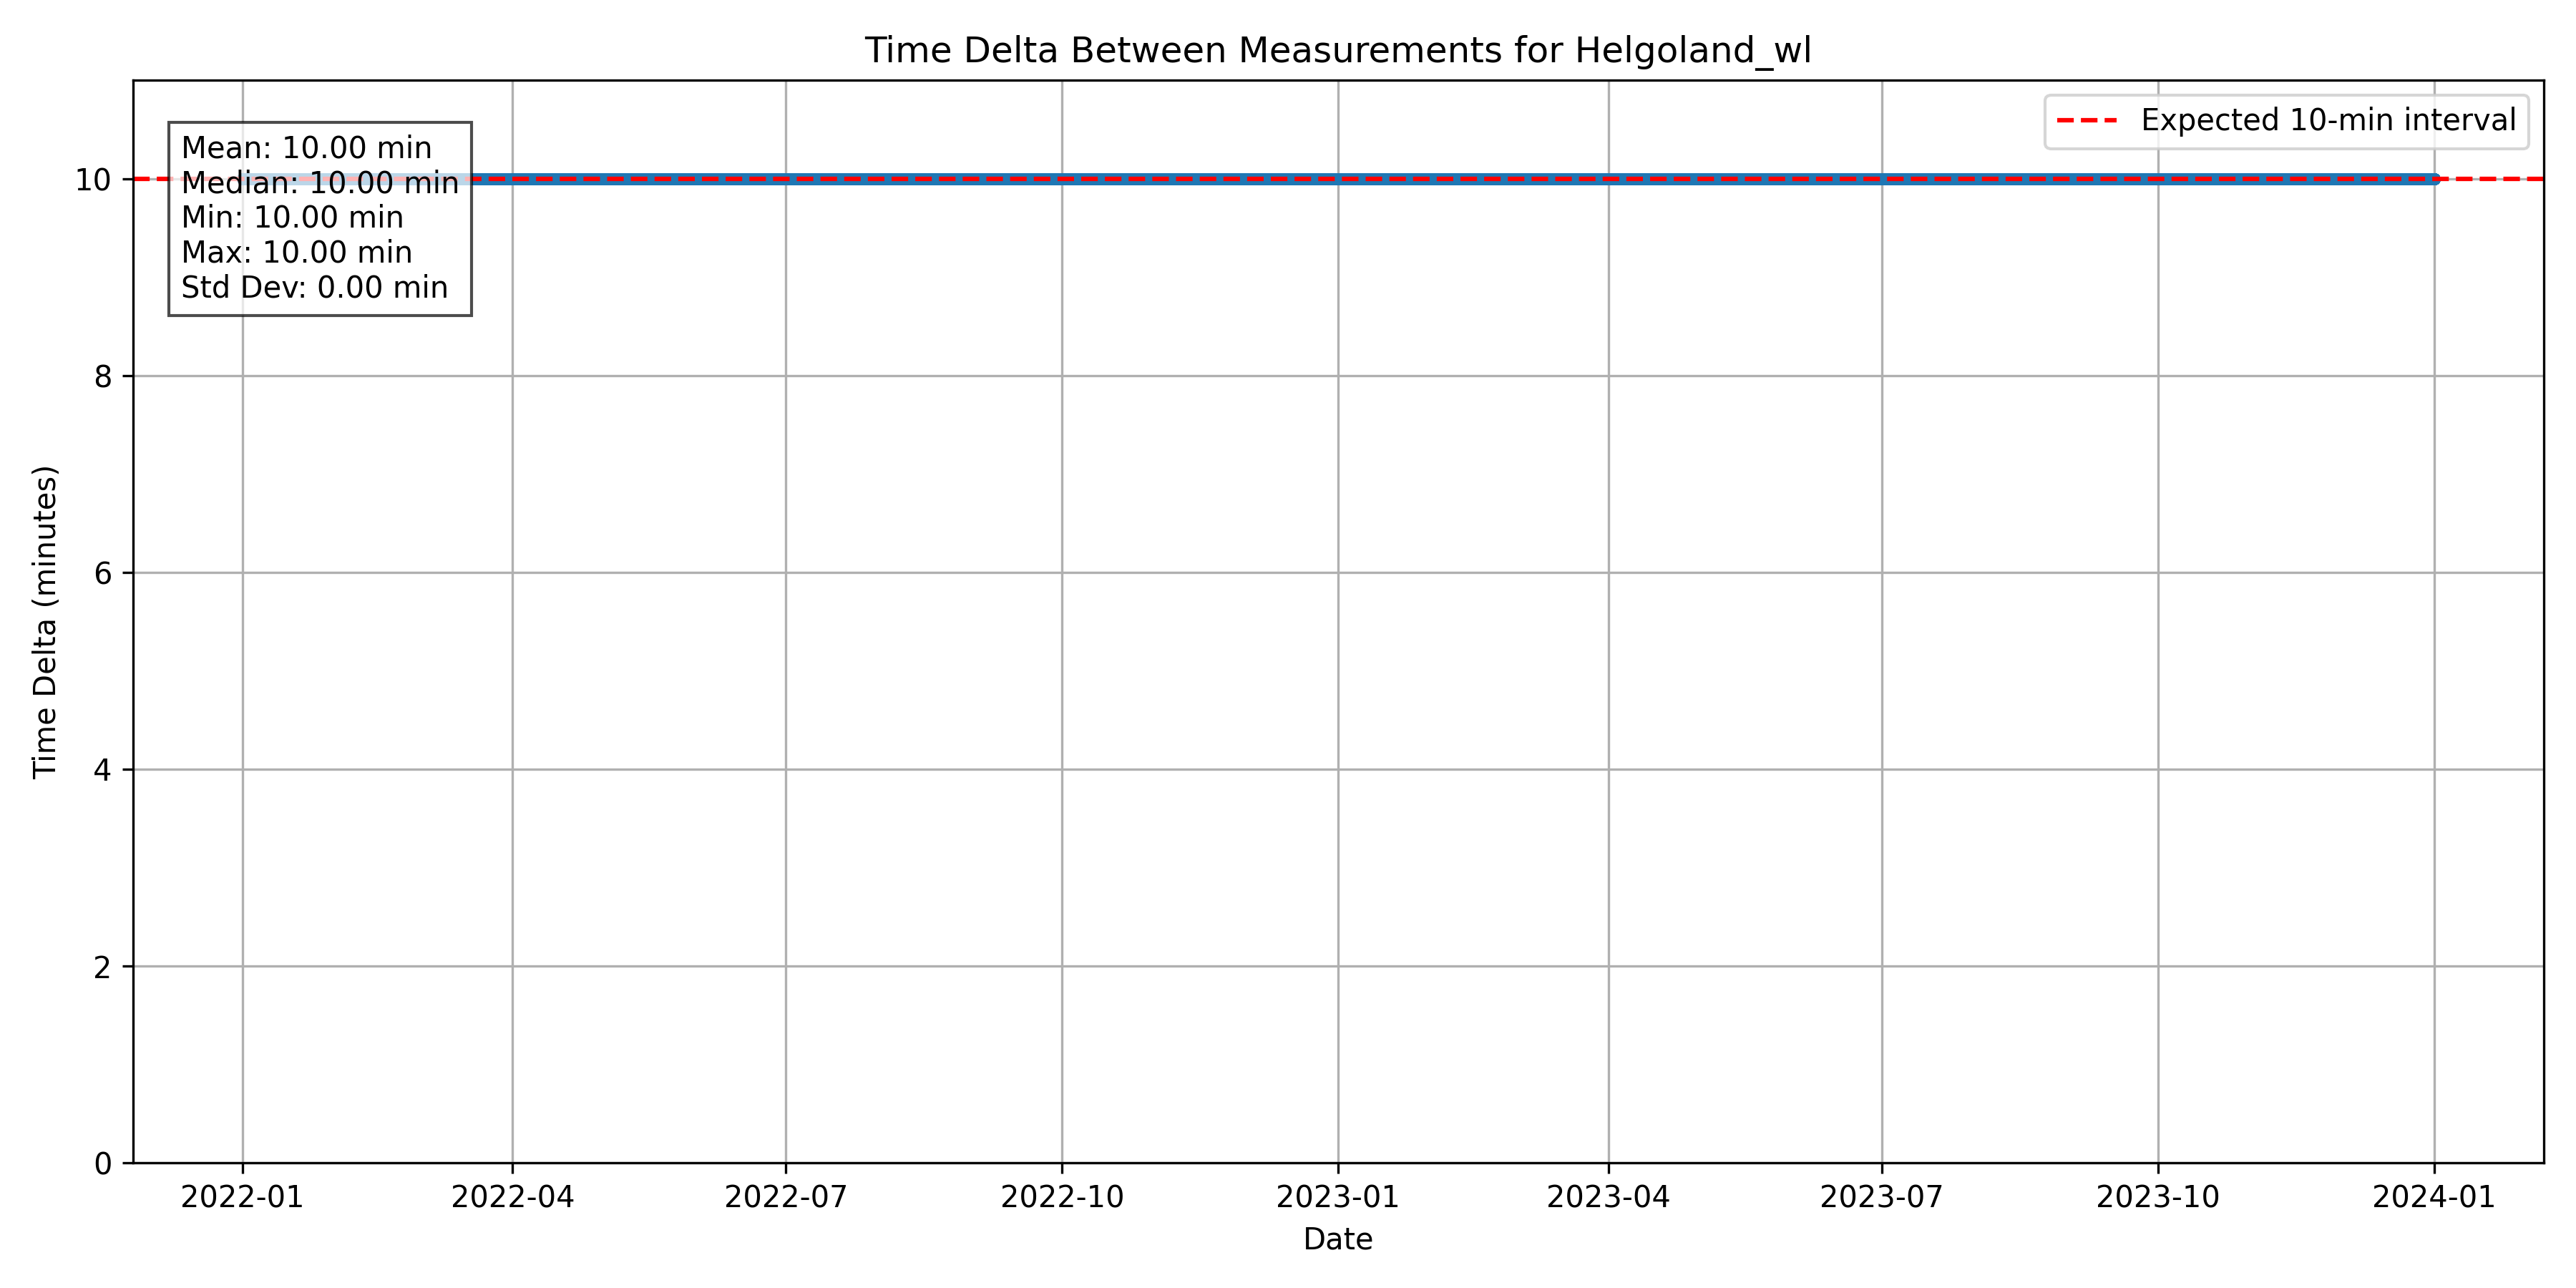 Time Delta Between Measurements for Helgoland_wl
Expected 10-min interval
Mean: 10.00 min
Median: 10.00 min
Min: 10.00 min
Max: 10.00 min
Std Dev: 0.00 min
Time Delta (minutes)
10
8
6
4
2
0
2022-01 2022-04 2022-07 2022-10 2023-01 2023-04 2023-07 2023-10 2024-01
Date